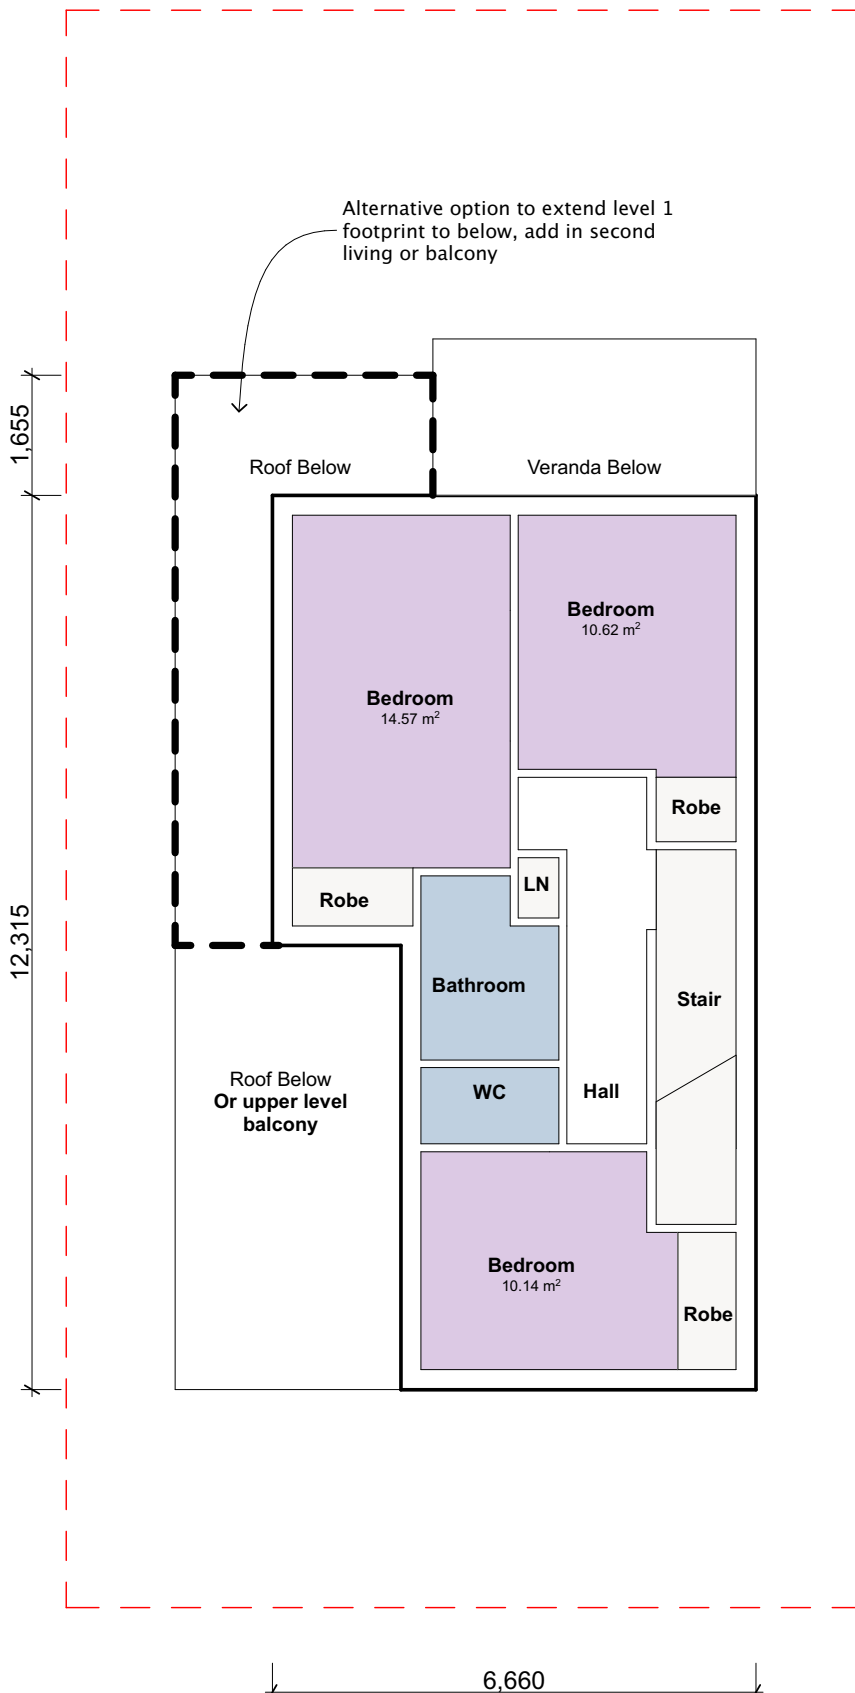 Alternative option to extend level 1
footprint to below, add in second
living or balcony
1,655
Roof Below
Veranda Below
Bedroom
10.62 m²
Bedroom
14.57 m²
Robe
LN
Robe
12,315
Bathroom
Stair
Roof Below
Or upper level
balcony
WC
Hall
Bedroom
10.14 m²
Robe
6,660